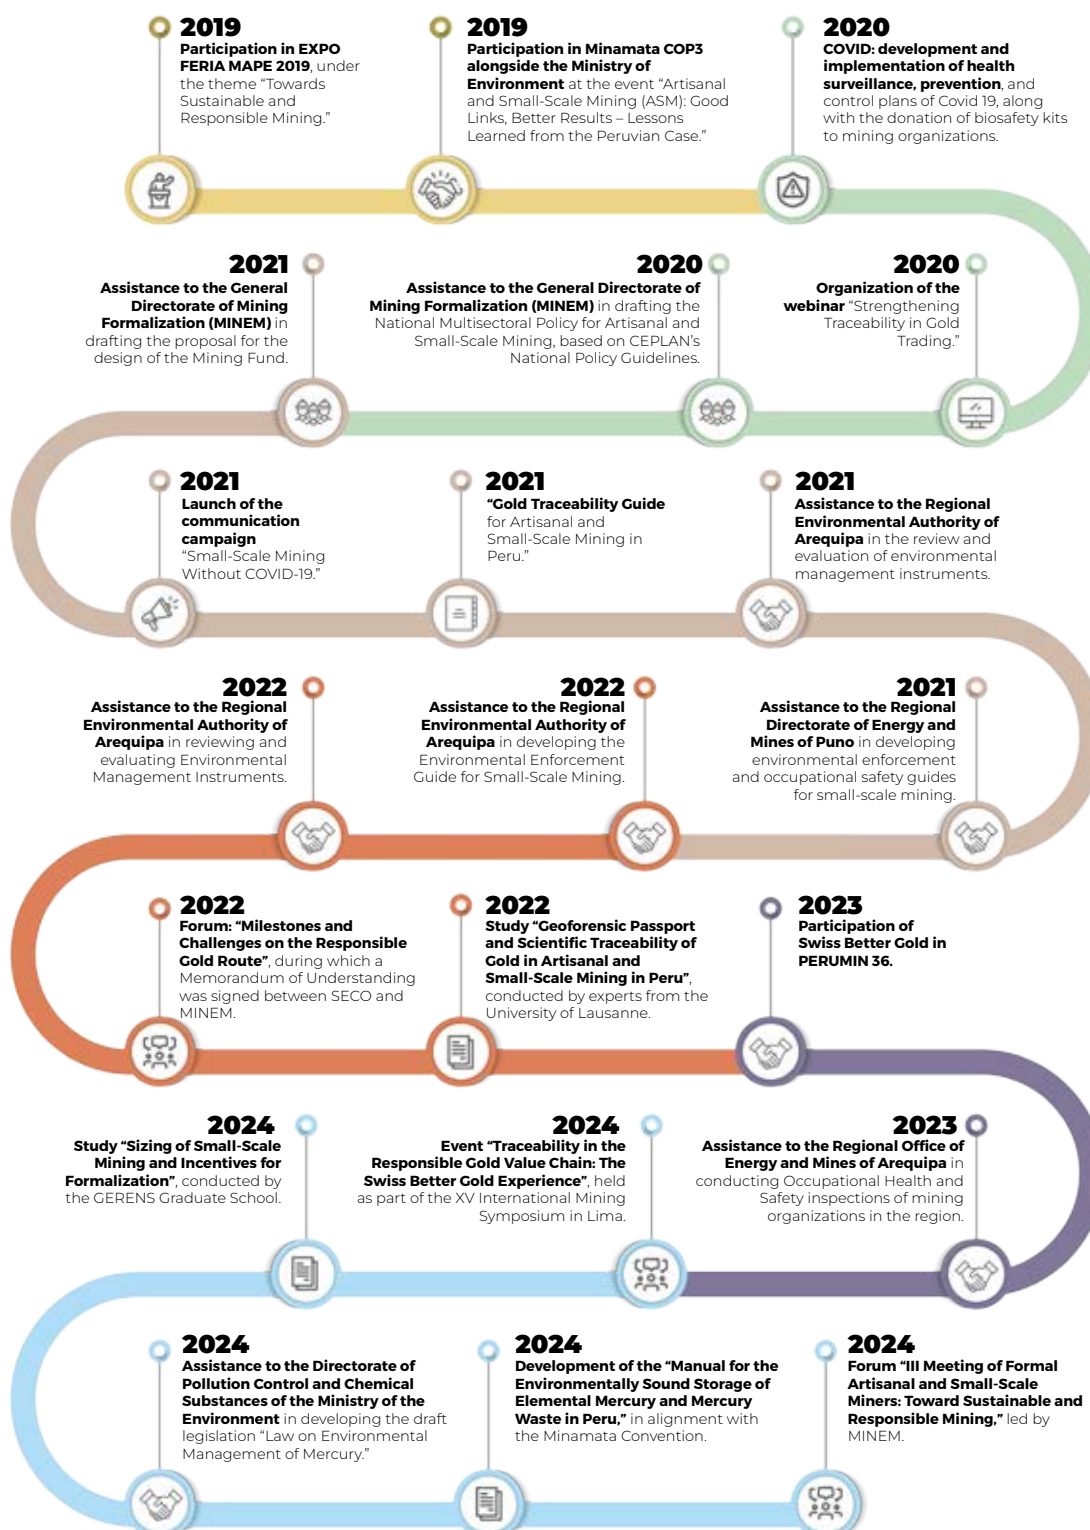 2019
Participation in EXPO
FERIA MAPE 2019, under
the theme “Towards
Sustainable and
Responsible Mining.”
2019
Participation in Minamata COP3
alongside the Ministry of
Environment at the event “Artisanal
and Small-Scale Mining (ASM): Good
Links, Better Results – Lessons
Learned from the Peruvian Case.”
2020
COVID: development and
implementation of health
surveillance, prevention, and
control plans of Covid 19, along
with the donation of biosafety kits
to mining organizations.
2020
Organization of the
webinar “Strengthening
Traceability in Gold
Trading.”
2020
Assistance to the General Directorate of
Mining Formalization (MINEM) in drafting the
National Multisectoral Policy for Artisanal and
Small-Scale Mining, based on CEPLAN’s
National Policy Guidelines.
2021
Assistance to the General
Directorate of Mining
Formalization (MINEM) in
drafting the proposal for the
design of the Mining Fund.
2021
Launch of the
communication
campaign
“Small-Scale Mining
Without COVID-19.”
2021
“Gold Traceability Guide
for Artisanal and
Small-Scale Mining in
Peru.”
2021
Assistance to the Regional
Environmental Authority of
Arequipa in the review and
evaluation of environmental
management instruments.
2021
Assistance to the Regional
Directorate of Energy and
Mines of Puno in developing
environmental enforcement
and occupational safety guides
for small-scale mining.
2022
Assistance to the Regional
Environmental Authority of
Arequipa in developing the
Environmental Enforcement
Guide for Small-Scale Mining.
2022
Assistance to the Regional
Environmental Authority of
Arequipa in reviewing and
evaluating Environmental
Management Instruments.
2022
Forum: “Milestones and
Challenges on the Responsible
Gold Route”, during which a
Memorandum of Understanding
was signed between SECO and
MINEM.
2022
Study “Geoforensic Passport
and Scientific Traceability of
Gold in Artisanal and
Small-Scale Mining in Peru”,
conducted by experts from the
University of Lausanne.
2023
Participation of
Swiss Better Gold in
PERUMIN 36.
2023
Assistance to the Regional Office of
Energy and Mines of Arequipa in
conducting Occupational Health and
Safety inspections of mining
organizations in the region.
2024
Event “Traceability in the
Responsible Gold Value Chain: The
Swiss Better Gold Experience”, held
as part of the XV International Mining
Symposium in Lima.
2024
Study “Sizing of Small-Scale
Mining and Incentives for
Formalization”, conducted by
the GERENS Graduate School.
2024
Assistance to the Directorate of
Pollution Control and Chemical
Substances of the Ministry of the
Environment in developing the draft
legislation “Law on Environmental
Management of Mercury.”
2024
Development of the “Manual for the
Environmentally Sound Storage of
Elemental Mercury and Mercury
Waste in Peru,” in alignment with
the Minamata Convention.
2024
Forum “III Meeting of Formal
Artisanal and Small-Scale
Miners: Toward Sustainable and
Responsible Mining,” led by
MINEM.